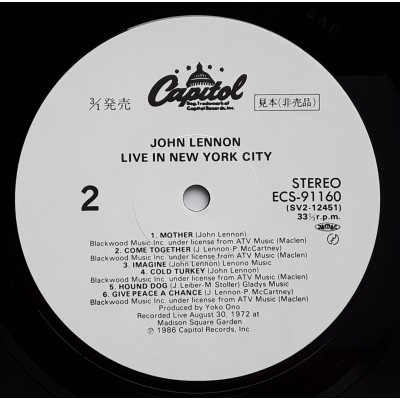 Capitol
Reg. Trademark of
Capitol Records, Inc.
3/1 発売
見本(非売品)
JOHN LENNON
LIVE IN NEW YORK CITY
2
STEREO
ECS-91160
(SV2-12451)
33⅓r.p.m.
1. MOTHER (John Lennon)
Blackwood Music Inc. under license from ATV Music (Maclen)
2. COME TOGETHER (J. Lennon-P. McCartney)
Blackwood Music Inc. under license from ATV Music (Maclen)
3. IMAGINE (John Lennon) Lenono Music
4. COLD TURKEY (John Lennon)
Blackwood Music Inc. under license from ATV Music (Maclen)
5. HOUND DOG (J. Leiber-M. Stoller) Gladys Music
6. GIVE PEACE A CHANCE (J. Lennon-P. McCartney)
Blackwood Music Inc. under license from ATV Music (Maclen)
Produced by Yoko Ono
Recorded Live August 30, 1972 at
Madison Square Garden
℗1986 Capitol Records, Inc.